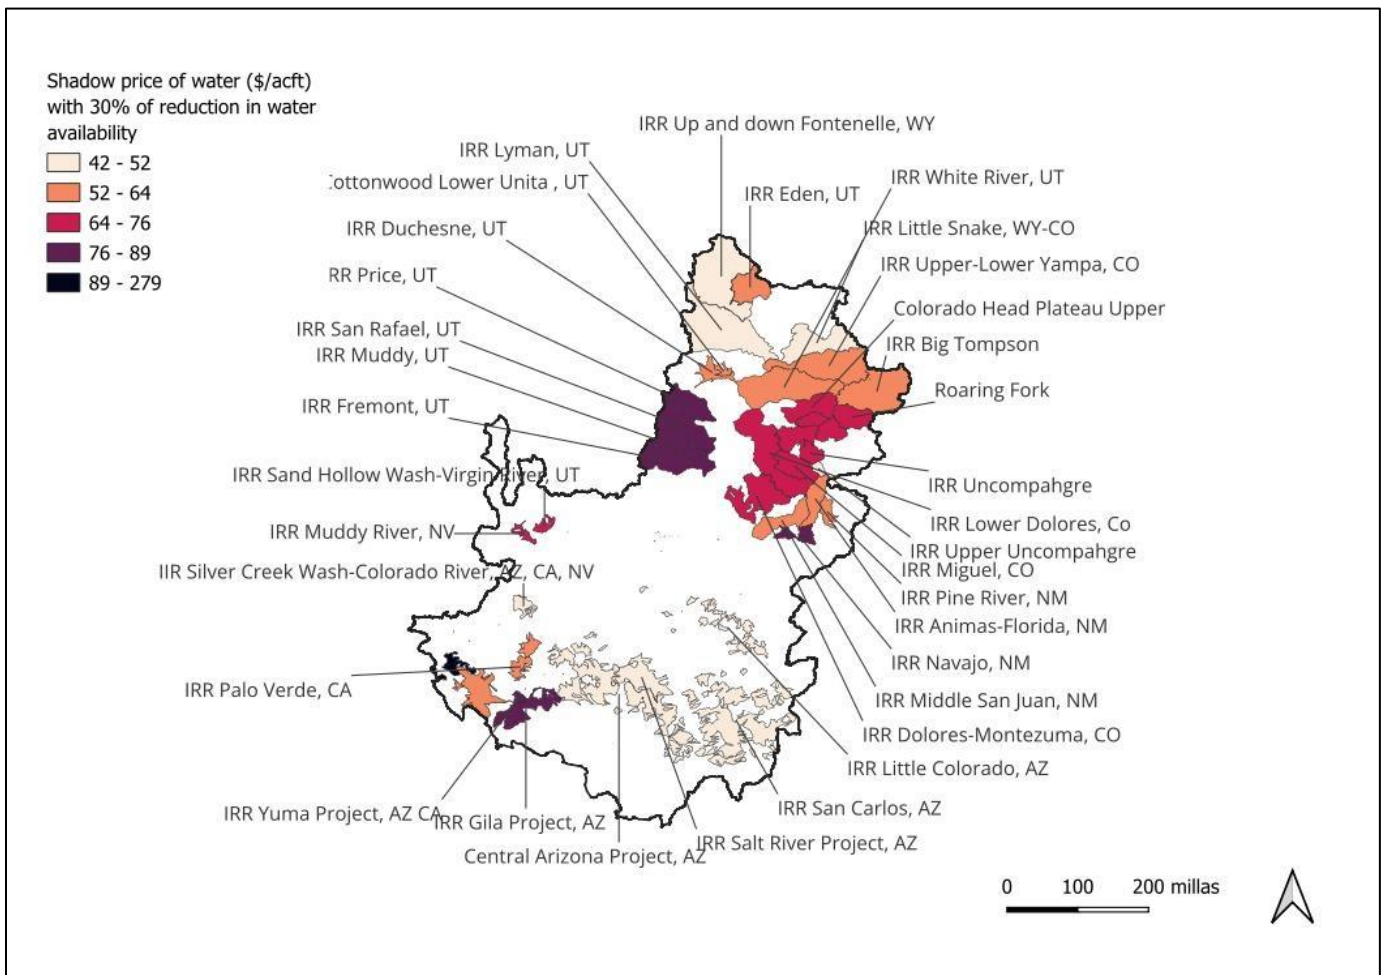 Shadow price of water ($/acft)
with 30% of reduction in water
availability
42 - 52
52 - 64
64 - 76
76 - 89
89 - 279
IRR Up and down Fontenelle, WY
IRR Lyman, UT
ottonwood Lower Unita , UT
IRR White River, UT
IRR Eden, UT
IRR Duchesne, UT
IRR Little Snake, WY-CO
IRR Upper-Lower Yampa, CO
RR Price, UT
Colorado Head Plateau Upper
IRR San Rafael, UT
IRR Muddy, UT
IRR Big Tompson
Roaring Fork
IRR Fremont, UT
IRR Sand Hollow Wash-Virgin River, UT
IRR Uncompahgre
IRR Lower Dolores, Co
IRR Muddy River, NV
IRR Upper Uncompahgre
IIR Silver Creek Wash-Colorado River, AZ, CA, NV
IRR Miguel, CO
IRR Pine River, NM
IRR Animas-Florida, NM
IRR Navajo, NM
IRR Palo Verde, CA
IRR Middle San Juan, NM
IRR Dolores-Montezuma, CO
IRR Little Colorado, AZ
IRR San Carlos, AZ
IRR Yuma Project, AZ CA
IRR Gila Project, AZ
IRR Salt River Project, AZ
Central Arizona Project, AZ
0 100 200 millas